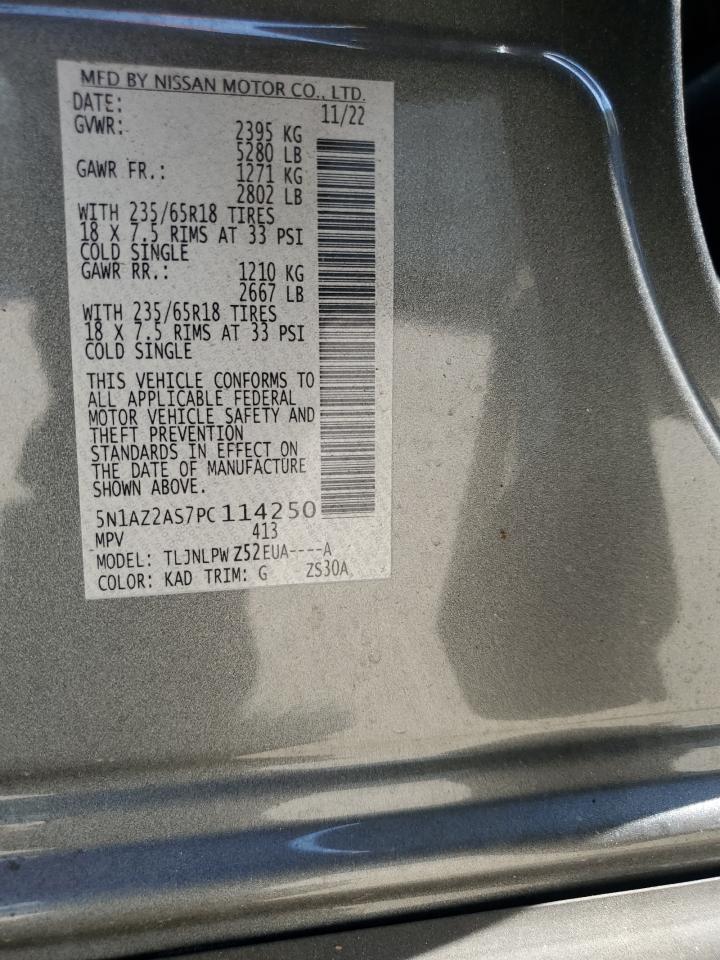 MFD BY NISSAN MOTOR CO., LTD.
DATE: 11/22
GVWR: 2395 KG
5280 LB
GAWR FR.: 1271 KG
2802 LB
WITH 235/65R18 TIRES
18 X 7.5 RIMS AT 33 PSI
COLD SINGLE
GAWR RR.: 1210 KG
2667 LB
WITH 235/65R18 TIRES
18 X 7.5 RIMS AT 33 PSI
COLD SINGLE
THIS VEHICLE CONFORMS TO
ALL APPLICABLE FEDERAL
MOTOR VEHICLE SAFETY AND
THEFT PREVENTION
STANDARDS IN EFFECT ON
THE DATE OF MANUFACTURE
SHOWN ABOVE.
5N1AZ2AS7PC114250
MPV 413
MODEL: TLJNLPW Z52EUA----A
COLOR: KAD TRIM: G ZS30A